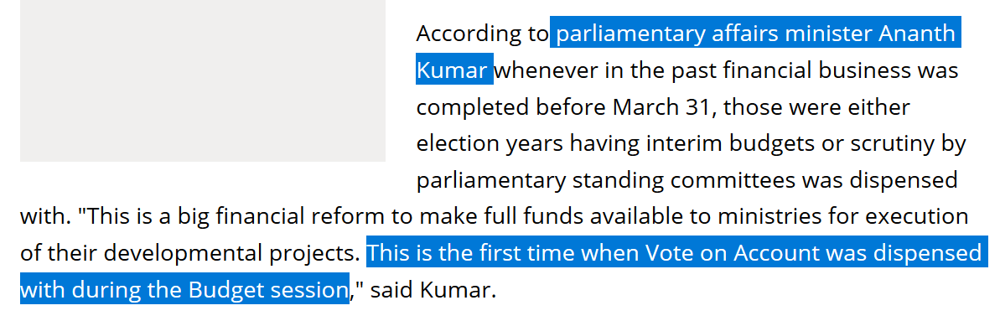 According to parliamentary affairs minister Ananth
Kumar whenever in the past financial business was
completed before March 31, those were either
election years having interim budgets or scrutiny by
parliamentary standing committees was dispensed
with. "This is a big financial reform to make full funds available to ministries for execution
of their developmental projects. This is the first time when Vote on Account was dispensed
with during the Budget session," said Kumar.